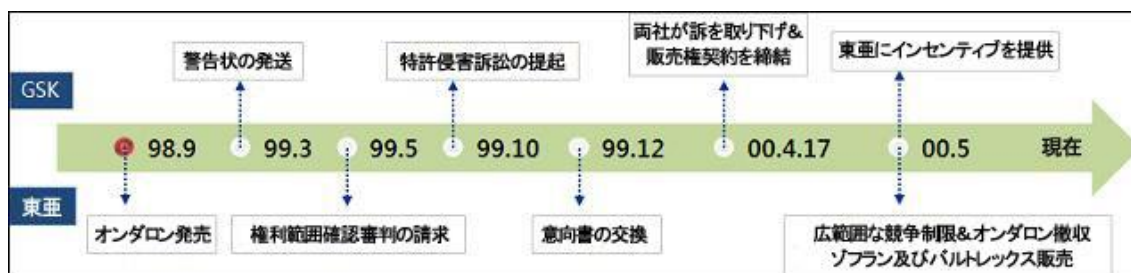 両社が訴を取り下げ&
販売権契約を締結
警告状の発送
特許侵害訴訟の提起
東亜にインセンティブを提供
GSK
98.9 99.3 99.5 99.10 99.12 00.4.17 00.5 現在
東亜
オンダロン発売
権利範囲確認審判の請求
意向書の交換
広範囲な競争制限&オンダロン撤収
ゾフラン及びバルトレックス販売